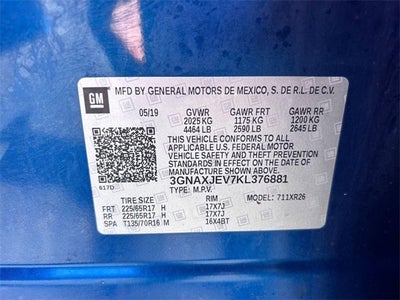 GM
MFD BY GENERAL MOTORS DE MEXICO, S. DE R.L. DE C.V.
05/19 GVWR GAWR FRT GAWR RR
2025 KG 1175 KG 1200 KG
4464 LB 2590 LB 2645 LB
THIS VEHICLE CONFORMS TO ALL
APPLICABLE U.S. FEDERAL MOTOR
VEHICLE SAFETY AND THEFT PREVENTION
STANDARDS IN EFFECT ON THE DATE OF
MANUFACTURE SHOWN ABOVE.
3GNAXJEV7KL376881
617D
TYPE: M.P.V. MODEL: 711XR26
TIRE SIZE RIM
FRT 225/65R17 H 17X7J
RR 225/65R17 H 17X7J
SPA T135/70R16 M 16X4BT